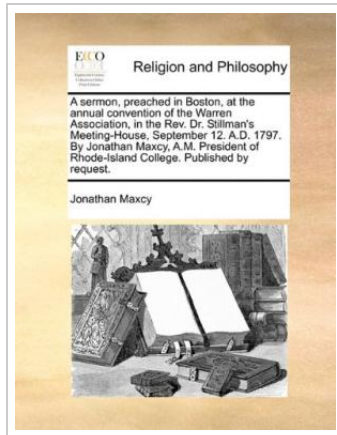 ECCO
Religion and Philosophy
A sermon, preached in Boston, at the
annual convention of the Warren
Association, in the Rev. Dr. Stillman's
Meeting-House, September 12. A.D. 1797.
By Jonathan Maxcy, A.M. President of
Rhode-Island College. Published by
request.
Jonathan Maxcy